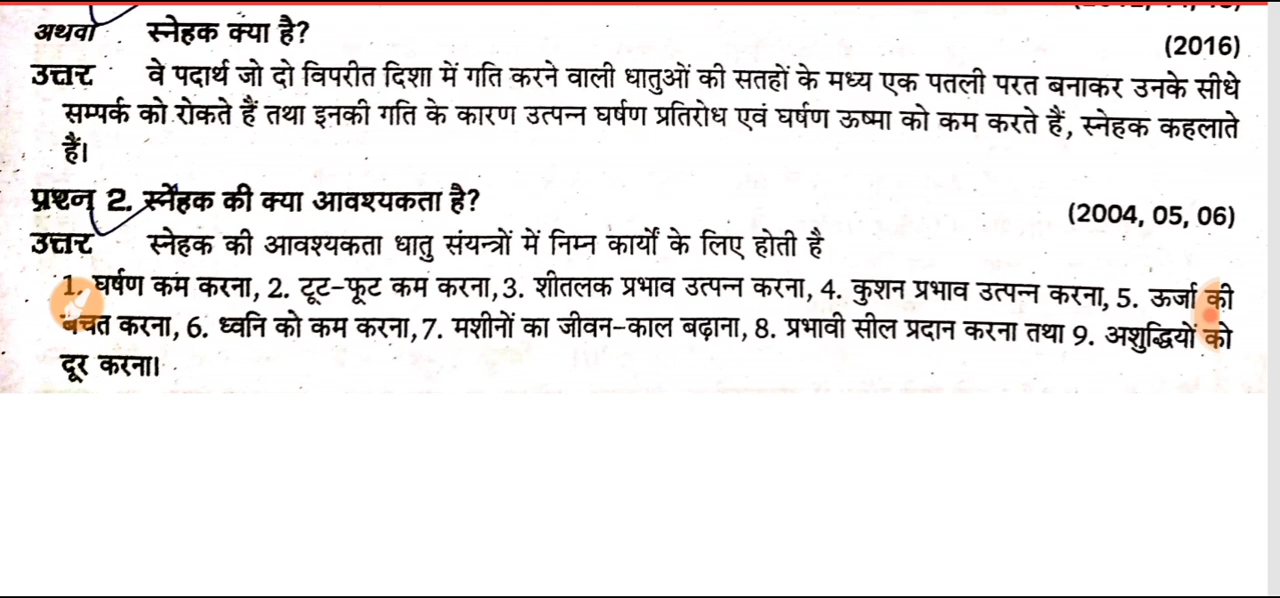 अथवा स्नेहक क्या है?
(2016)
उत्तर वे पदार्थ जो दो विपरीत दिशा में गति करने वाली धातुओं की सतहों के मध्य एक पतली परत बनाकर उनके सीधे
सम्पर्क को रोकते हैं तथा इनकी गति के कारण उत्पन्न घर्षण प्रतिरोध एवं घर्षण ऊष्मा को कम करते हैं, स्नेहक कहलाते
हैं।
प्रश्न 2. स्नेहक की क्या आवश्यकता है?
(2004, 05, 06)
उत्तर स्नेहक की आवश्यकता धातु संयन्त्रों में निम्न कार्यों के लिए होती है
1. घर्षण कम करना, 2. टूट-फूट कम करना, 3. शीतलक प्रभाव उत्पन्न करना, 4. कुशन प्रभाव उत्पन्न करना, 5. ऊर्जा की
बचत करना, 6. ध्वनि को कम करना, 7. मशीनों का जीवन-काल बढ़ाना, 8. प्रभावी सील प्रदान करना तथा 9. अशुद्धियों को
दूर करना।